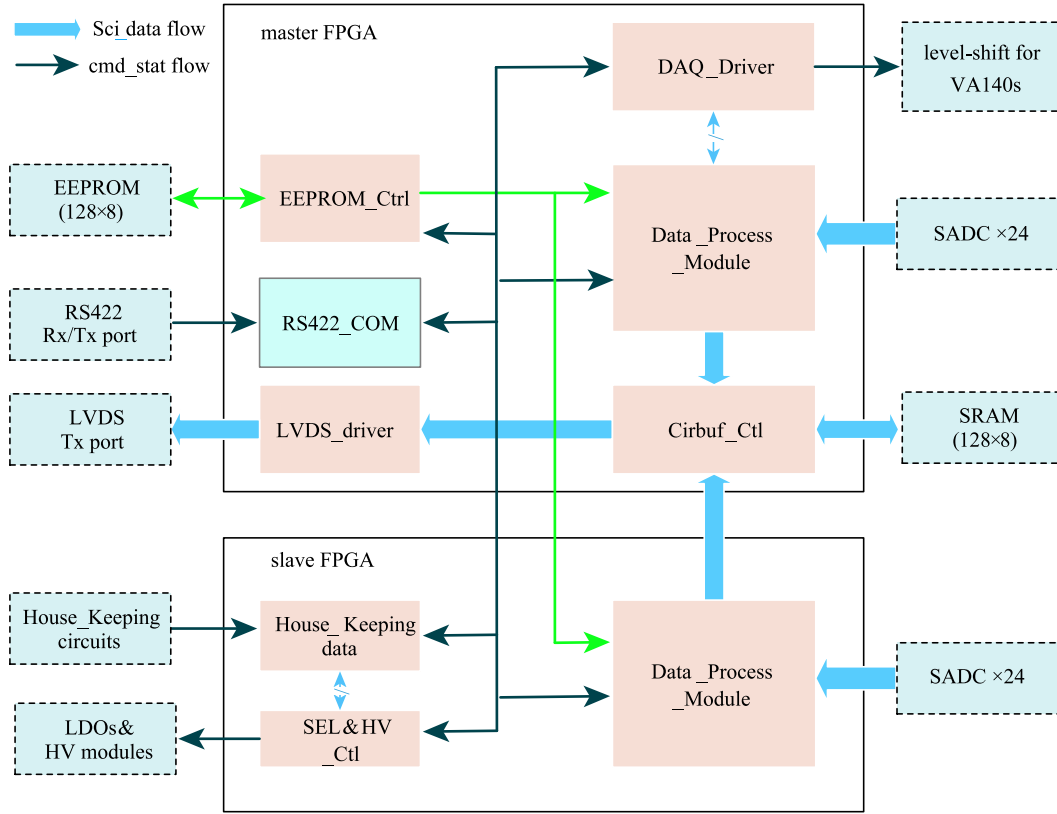 Sci_data flow
cmd_stat flow
master FPGA
DAQ_Driver
level-shift for
VA140s
EEPROM
(128×8)
EEPROM_Ctrl
Data _Process
_Module
SADC ×24
RS422
Rx/Tx port
RS422_COM
LVDS
Tx port
LVDS_driver
Cirbuf_Ctl
SRAM
(128×8)
slave FPGA
House_Keeping
circuits
House_ Keeping
data
Data _Process
_Module
SADC ×24
LDOs&
HV modules
SEL&HV
_Ctl